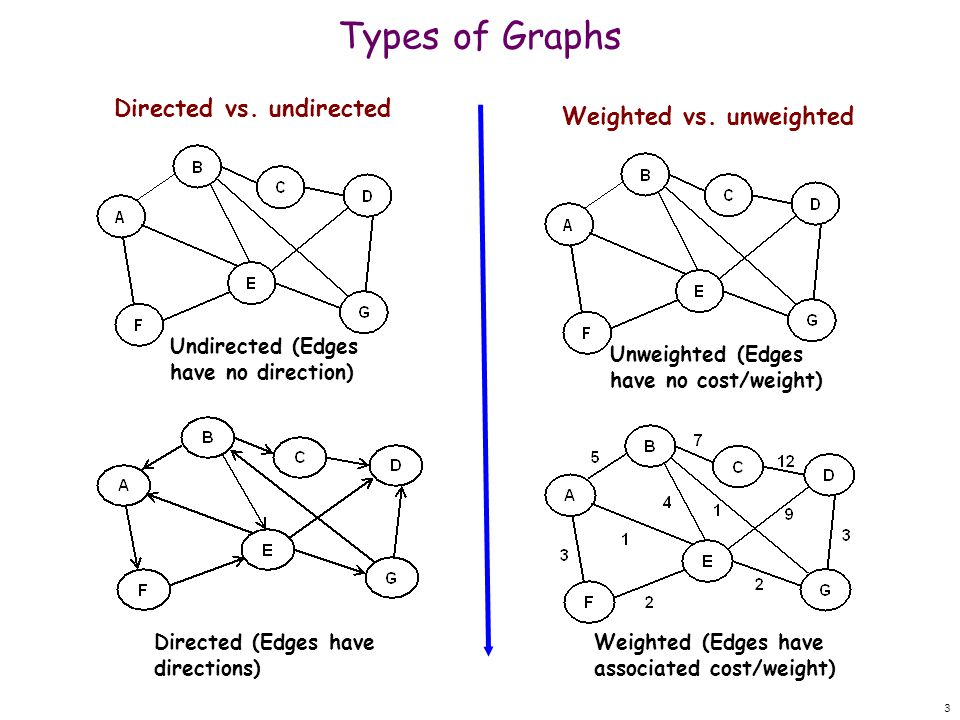 Types of Graphs
Directed vs. undirected
B
C
D
A
E
G
F
Undirected (Edges
have no direction)
B
C
D
A
E
G
F
Directed (Edges have
directions)
Weighted vs. unweighted
B
C
D
A
E
G
F
Unweighted (Edges
have no cost/weight)
B
7
5
C
12
D
A
4
1
9
1
3
3
E
2
G
F
2
Weighted (Edges have
associated cost/weight)
3